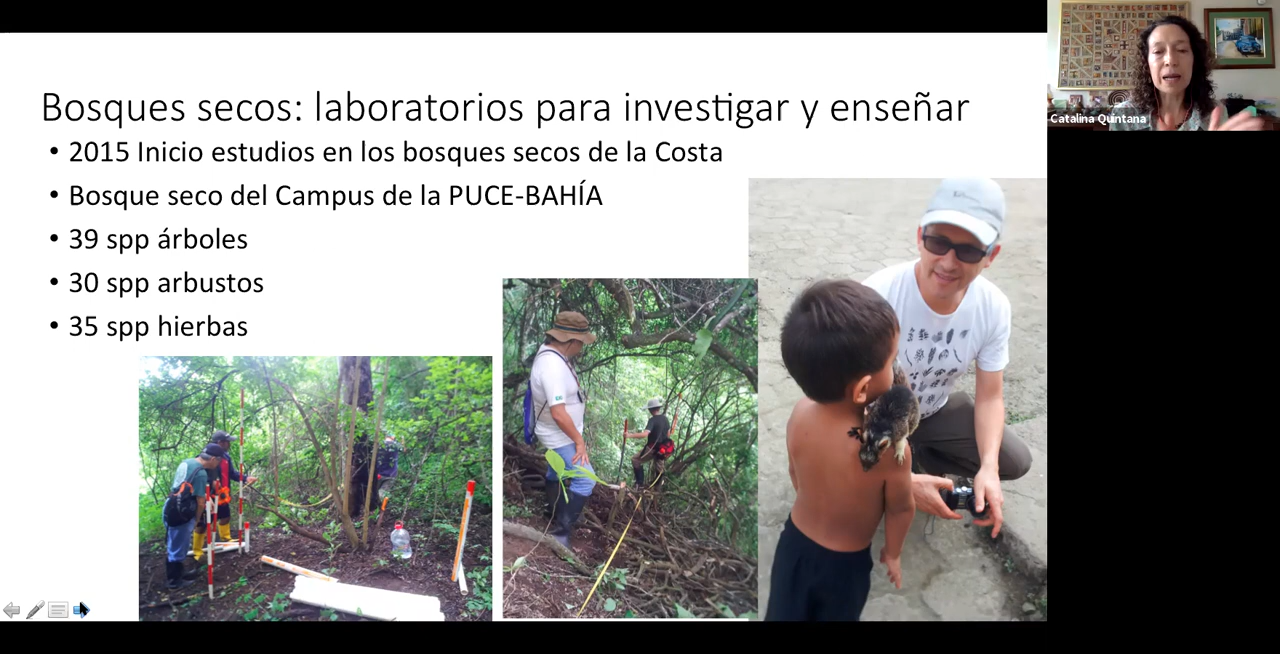 Bosques secos: laboratorios para investigar y enseñar
• 2015 Inicio estudios en los bosques secos de la Costa
• Bosque seco del Campus de la PUCE-BAHÍA
• 39 spp árboles
• 30 spp arbustos
• 35 spp hierbas
Catalina Quintana